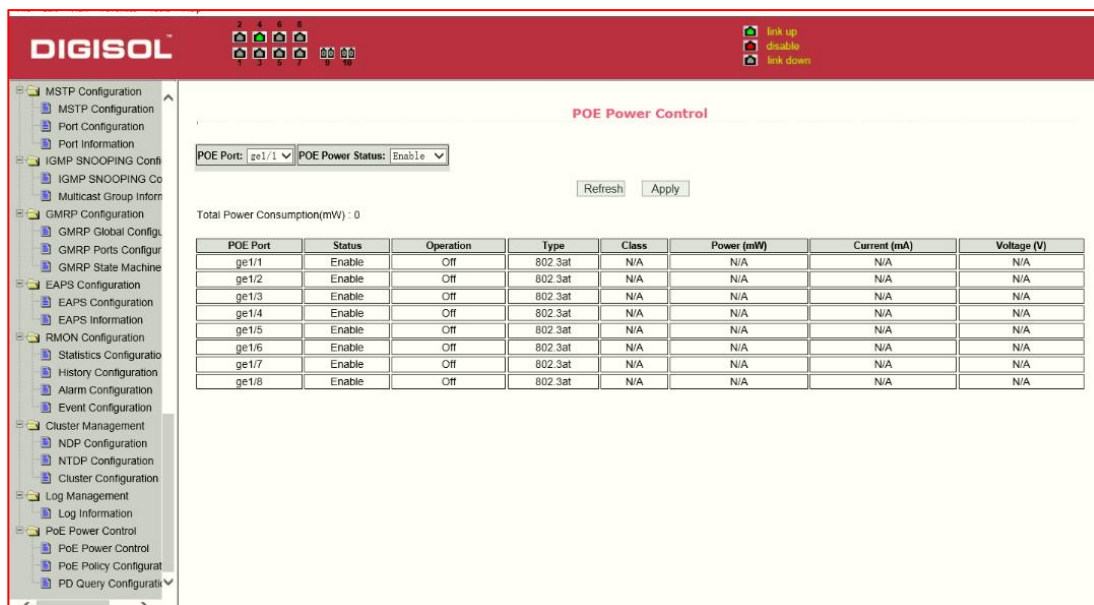 DIGISOL
2 4 6 8
1 3 5 7 9 10
link up
disable
link down
MSTP Configuration
MSTP Configuration
Port Configuration
Port Information
IGMP SNOOPING Confi
IGMP SNOOPING Co
Multicast Group Inforn
GMRP Configuration
GMRP Global Configu
GMRP Ports Configur
GMRP State Machine
EAPS Configuration
EAPS Configuration
EAPS Information
RMON Configuration
Statistics Configuratio
History Configuration
Alarm Configuration
Event Configuration
Cluster Management
NDP Configuration
NTDP Configuration
Cluster Configuration
Log Management
Log Information
PoE Power Control
PoE Power Control
PoE Policy Configurat
PD Query Configuratio
POE Power Control
POE Port: ge1/1 POE Power Status: Enable
Refresh Apply
Total Power Consumption(mW) : 0
POE Port Status Operation Type Class Power (mW) Current (mA) Voltage (V)
ge1/1 Enable Off 802.3at N/A N/A N/A N/A
ge1/2 Enable Off 802.3at N/A N/A N/A N/A
ge1/3 Enable Off 802.3at N/A N/A N/A N/A
ge1/4 Enable Off 802.3at N/A N/A N/A N/A
ge1/5 Enable Off 802.3at N/A N/A N/A N/A
ge1/6 Enable Off 802.3at N/A N/A N/A N/A
ge1/7 Enable Off 802.3at N/A N/A N/A N/A
ge1/8 Enable Off 802.3at N/A N/A N/A N/A